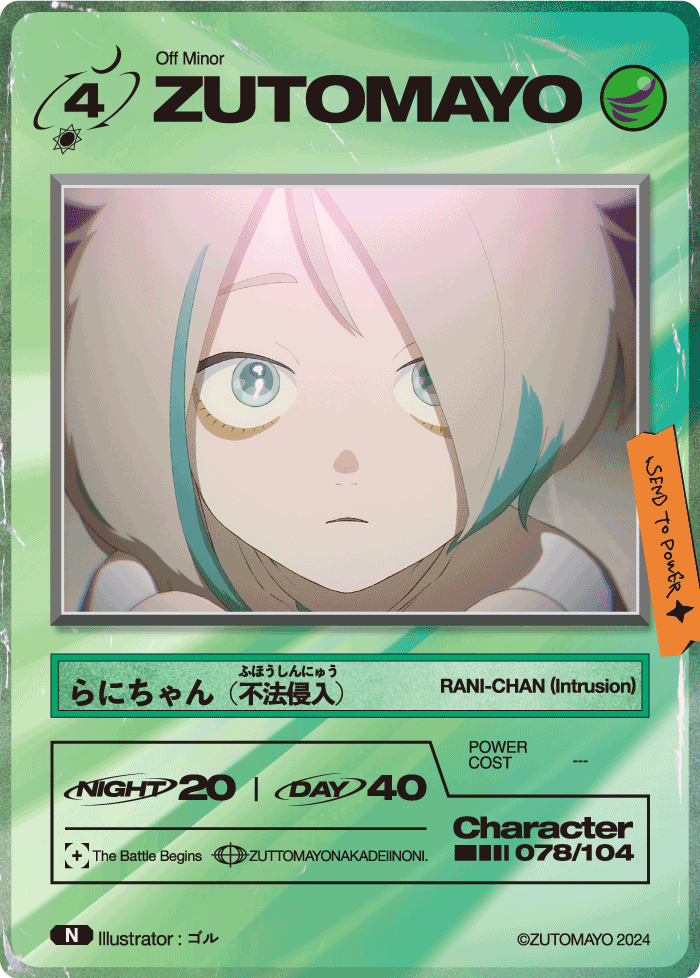 Off Minor
4
ZUTOMAYO
SEND TO POWER
ふほうしんにゅう
らにちゃん（不法侵入）
RANI-CHAN (Intrusion)
POWER
COST
---
NIGHT 20 | DAY 40
Character
078/104
The Battle Begins
ZUTTOMAYONAKADEIINONI.
N
Illustrator : ゴル
©ZUTOMAYO 2024